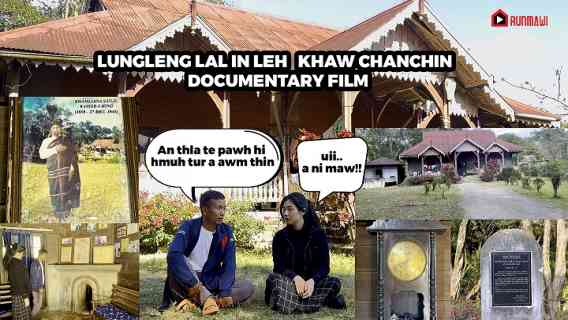 RUNMAWI
LUNGLENG LAL IN LEH KHAW CHANCHIN
DOCUMENTARY FILM
An thla te pawh hi
hmuh tur a awm thin
uii..
a ni maw!!